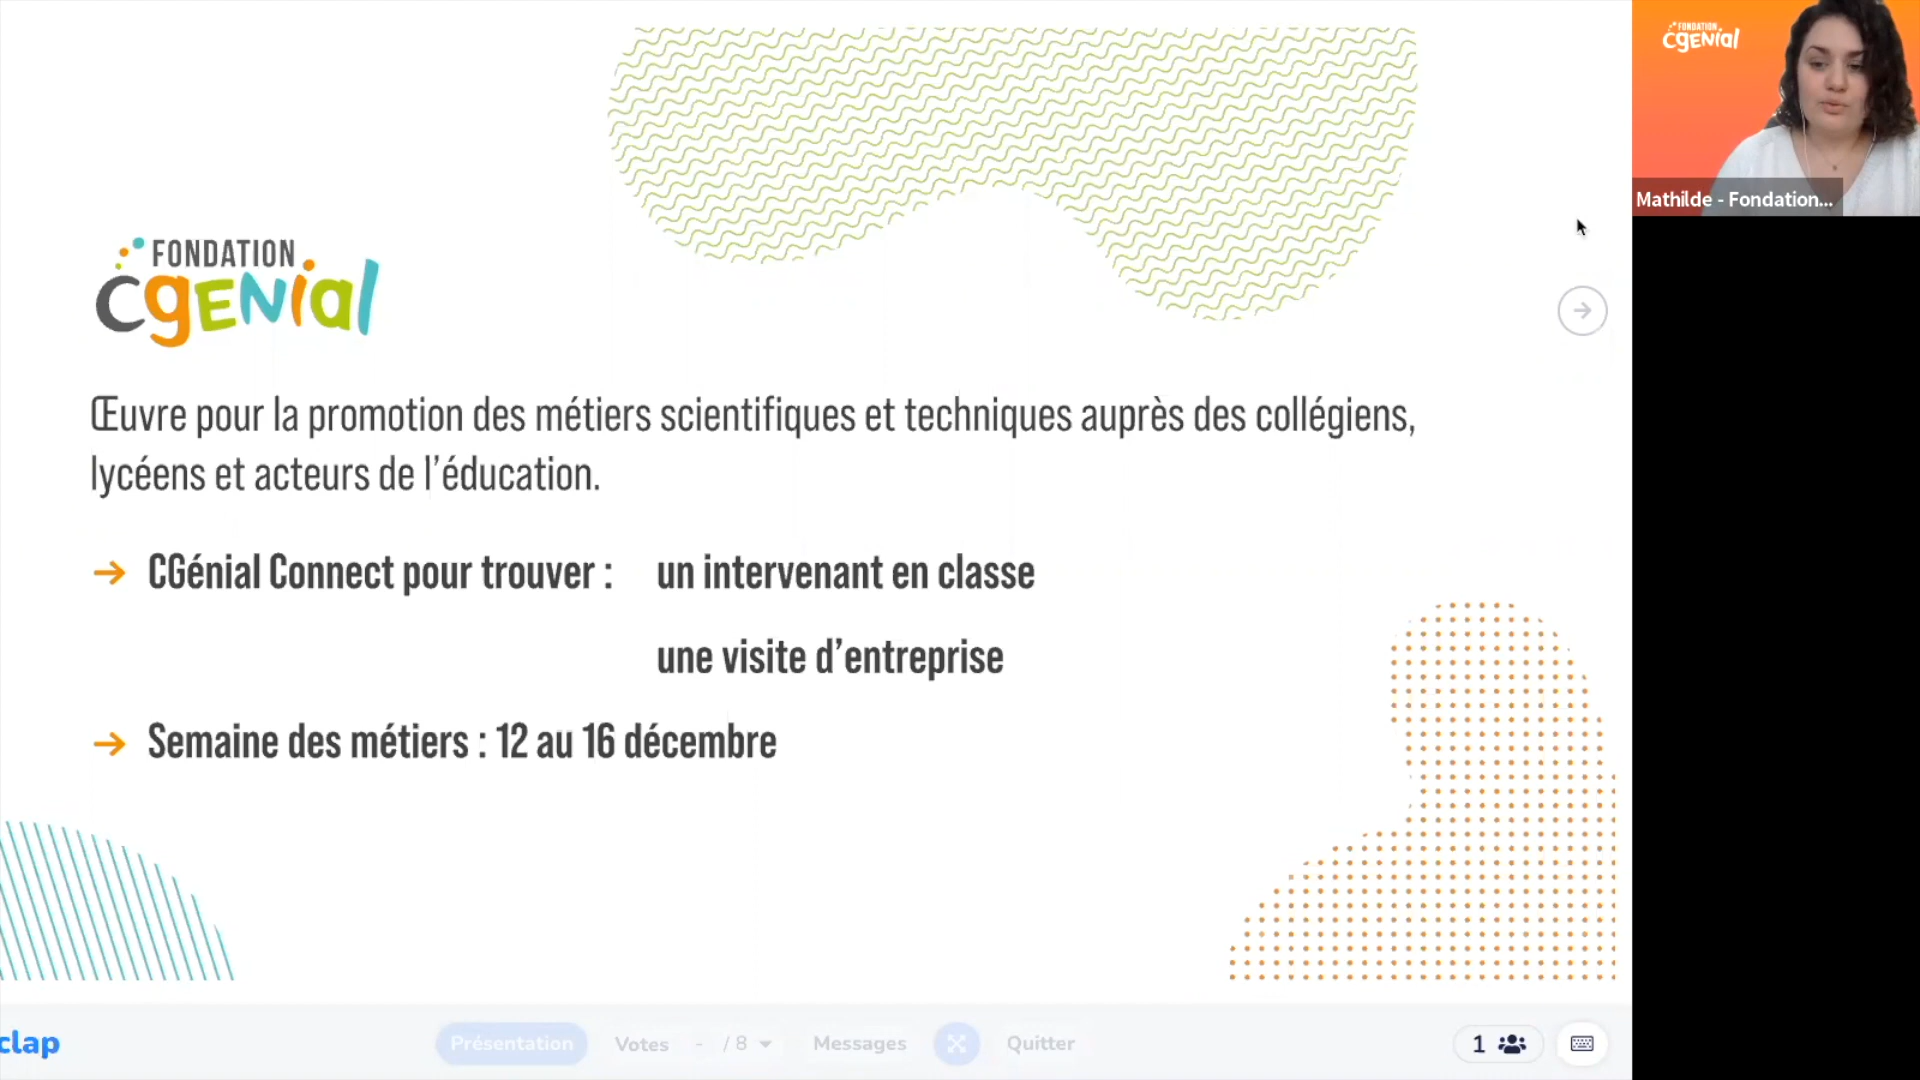 FONDATION
cgenial
Mathilde - Fondation...
FONDATION
cgenial
Œuvre pour la promotion des métiers scientifiques et techniques auprès des collégiens,
lycéens et acteurs de l’éducation.
CGénial Connect pour trouver : un intervenant en classe
une visite d’entreprise
Semaine des métiers : 12 au 16 décembre
clap
Présentation Votes - / 8 Messages Quitter 1